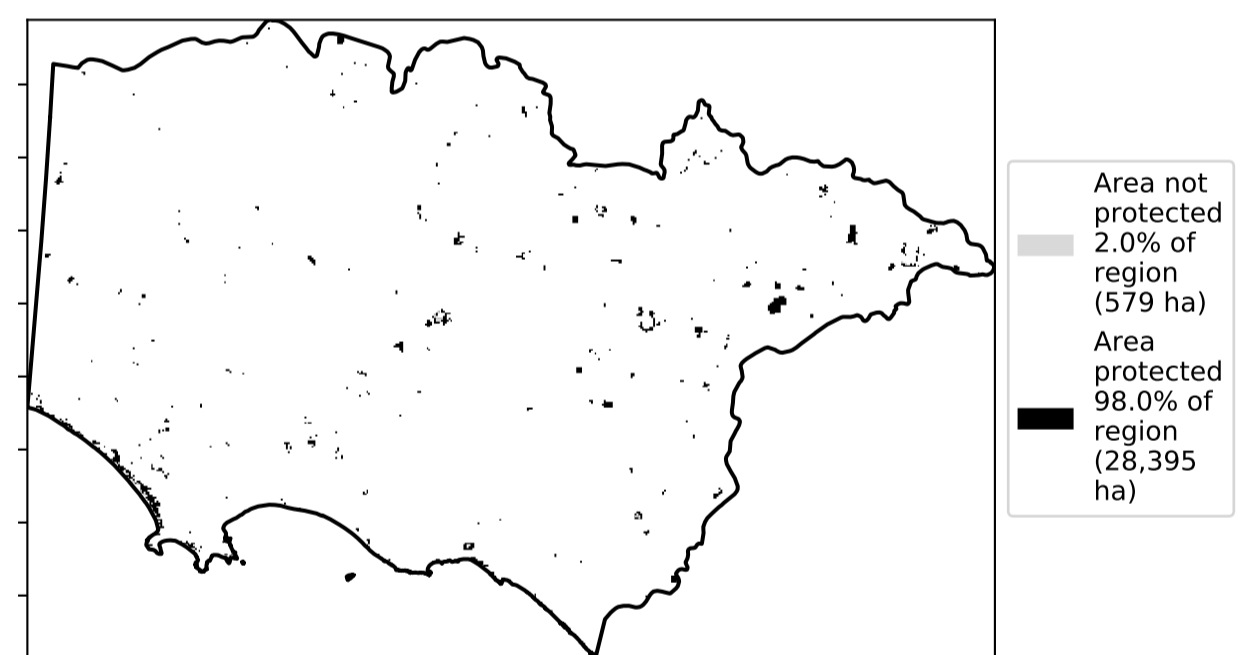 Area not
protected
2.0% of
region
(579 ha)
Area
protected
98.0% of
region
(28,395
ha)